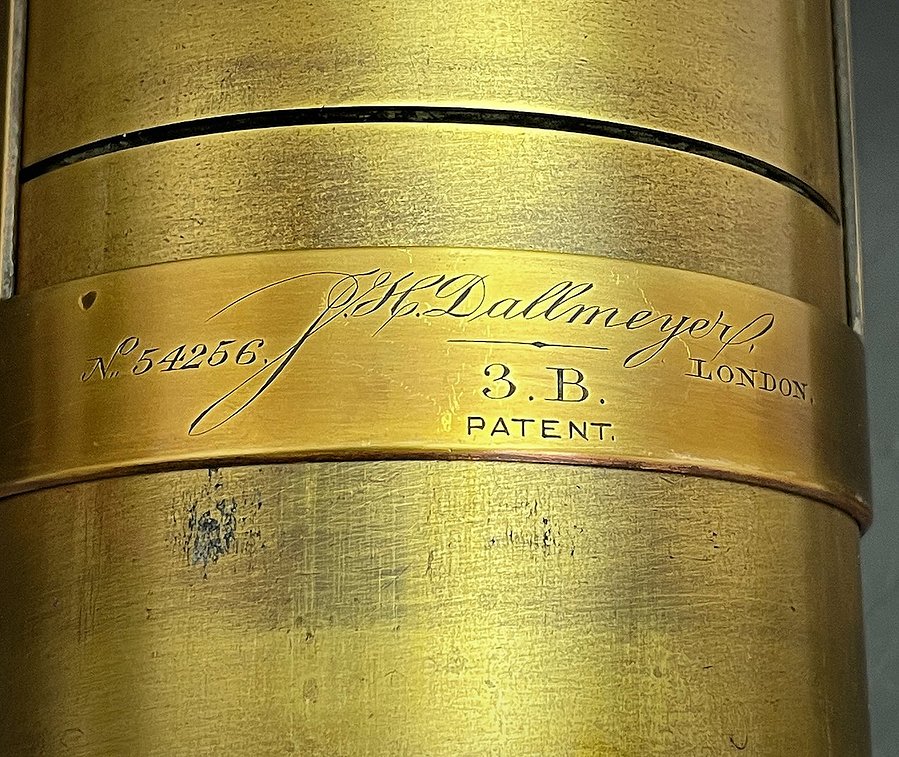 Nº 54256. J.H. Dallmeyer, LONDON.
3.B.
PATENT.